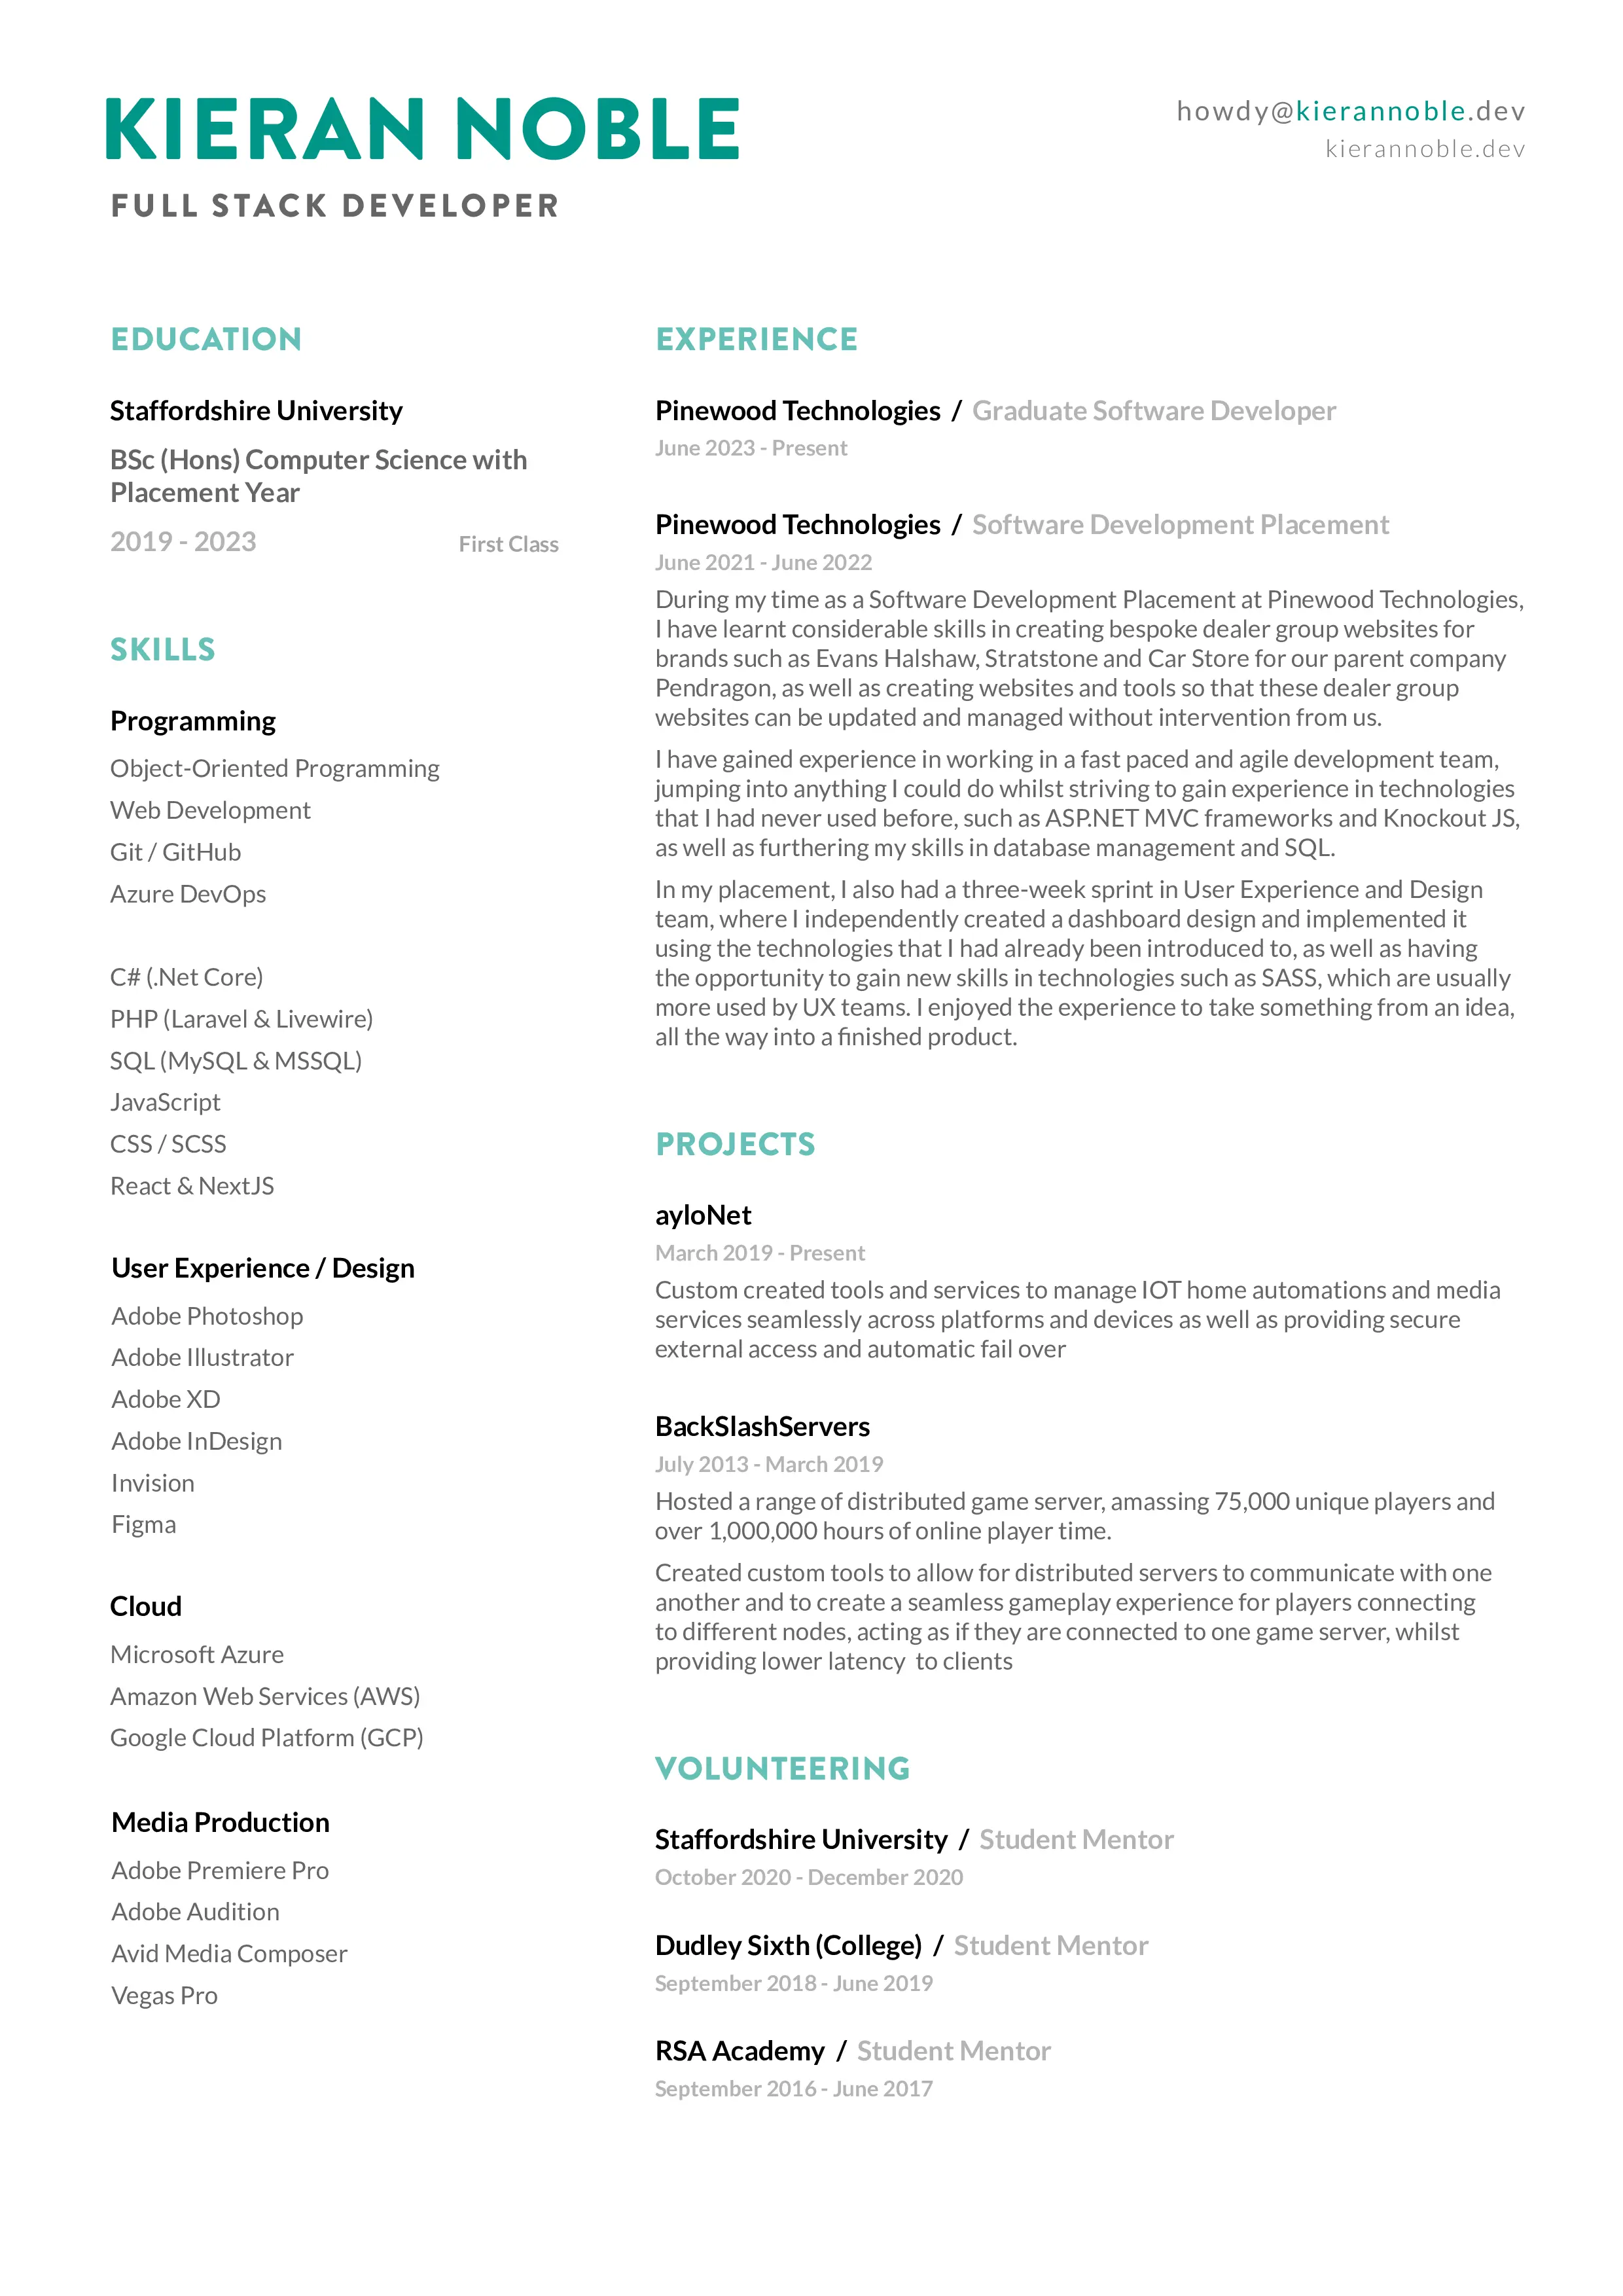 KIERAN NOBLE
FULL STACK DEVELOPER
howdy@kierannoble.dev
kierannoble.dev
EDUCATION
Staffordshire University
BSc (Hons) Computer Science with
Placement Year
2019 - 2023
First Class
SKILLS
Programming
Object-Oriented Programming
Web Development
Git / GitHub
Azure DevOps
C# (.Net Core)
PHP (Laravel & Livewire)
SQL (MySQL & MSSQL)
JavaScript
CSS / SCSS
React & NextJS
User Experience / Design
Adobe Photoshop
Adobe Illustrator
Adobe XD
Adobe InDesign
Invision
Figma
Cloud
Microsoft Azure
Amazon Web Services (AWS)
Google Cloud Platform (GCP)
Media Production
Adobe Premiere Pro
Adobe Audition
Avid Media Composer
Vegas Pro
EXPERIENCE
Pinewood Technologies / Graduate Software Developer
June 2023 - Present
Pinewood Technologies / Software Development Placement
June 2021 - June 2022
During my time as a Software Development Placement at Pinewood Technologies,
I have learnt considerable skills in creating bespoke dealer group websites for
brands such as Evans Halshaw, Stratstone and Car Store for our parent company
Pendragon, as well as creating websites and tools so that these dealer group
websites can be updated and managed without intervention from us.
I have gained experience in working in a fast paced and agile development team,
jumping into anything I could do whilst striving to gain experience in technologies
that I had never used before, such as ASP.NET MVC frameworks and Knockout JS,
as well as furthering my skills in database management and SQL.
In my placement, I also had a three-week sprint in User Experience and Design
team, where I independently created a dashboard design and implemented it
using the technologies that I had already been introduced to, as well as having
the opportunity to gain new skills in technologies such as SASS, which are usually
more used by UX teams. I enjoyed the experience to take something from an idea,
all the way into a finished product.
PROJECTS
ayloNet
March 2019 - Present
Custom created tools and services to manage IOT home automations and media
services seamlessly across platforms and devices as well as providing secure
external access and automatic fail over
BackSlashServers
July 2013 - March 2019
Hosted a range of distributed game server, amassing 75,000 unique players and
over 1,000,000 hours of online player time.
Created custom tools to allow for distributed servers to communicate with one
another and to create a seamless gameplay experience for players connecting
to different nodes, acting as if they are connected to one game server, whilst
providing lower latency  to clients
VOLUNTEERING
Staffordshire University / Student Mentor
October 2020 - December 2020
Dudley Sixth (College) / Student Mentor
September 2018 - June 2019
RSA Academy / Student Mentor
September 2016 - June 2017